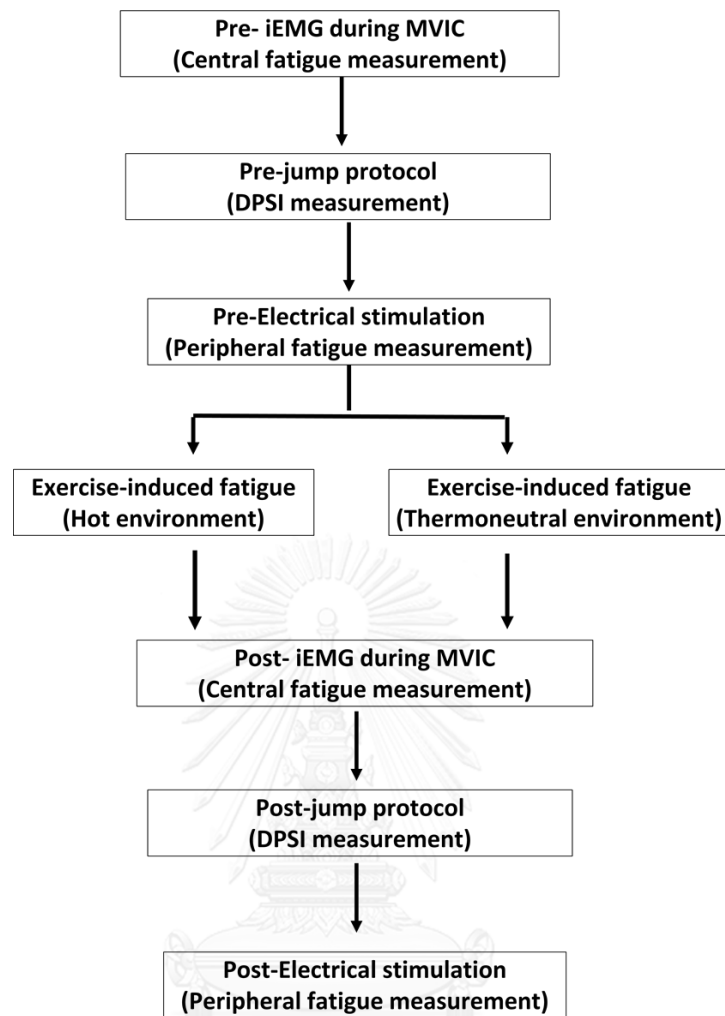 Pre- iEMG during MVIC
(Central fatigue measurement)
Pre-jump protocol
(DPSI measurement)
Pre-Electrical stimulation
(Peripheral fatigue measurement)
Exercise-induced fatigue
(Hot environment)
Exercise-induced fatigue
(Thermoneutral environment)
Post- iEMG during MVIC
(Central fatigue measurement)
Post-jump protocol
(DPSI measurement)
Post-Electrical stimulation
(Peripheral fatigue measurement)